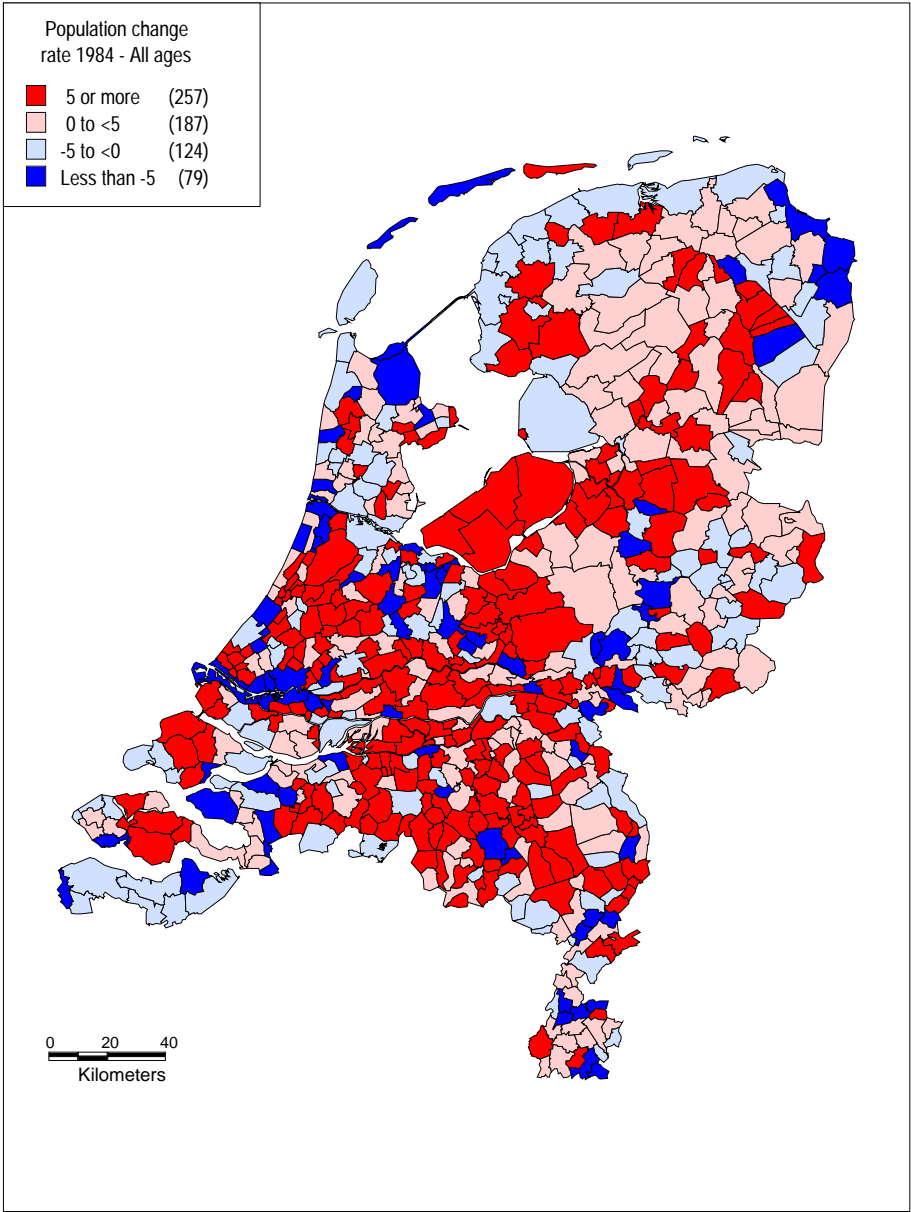 Population change
rate 1984 - All ages
5 or more (257)
0 to <5 (187)
-5 to <0 (124)
Less than -5 (79)
0 20 40
Kilometers